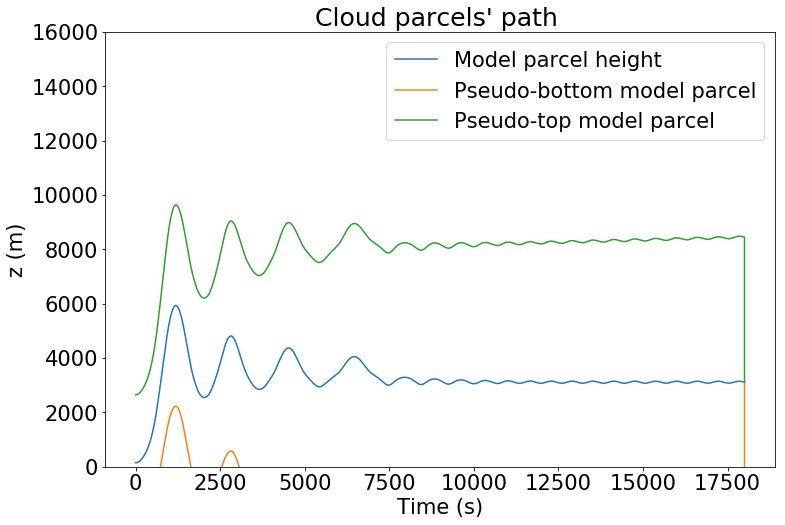 Cloud parcels' path
Model parcel height
Pseudo-bottom model parcel
Pseudo-top model parcel
16000
14000
12000
10000
8000
6000
4000
2000
0
z (m)
0 2500 5000 7500 10000 12500 15000 17500
Time (s)